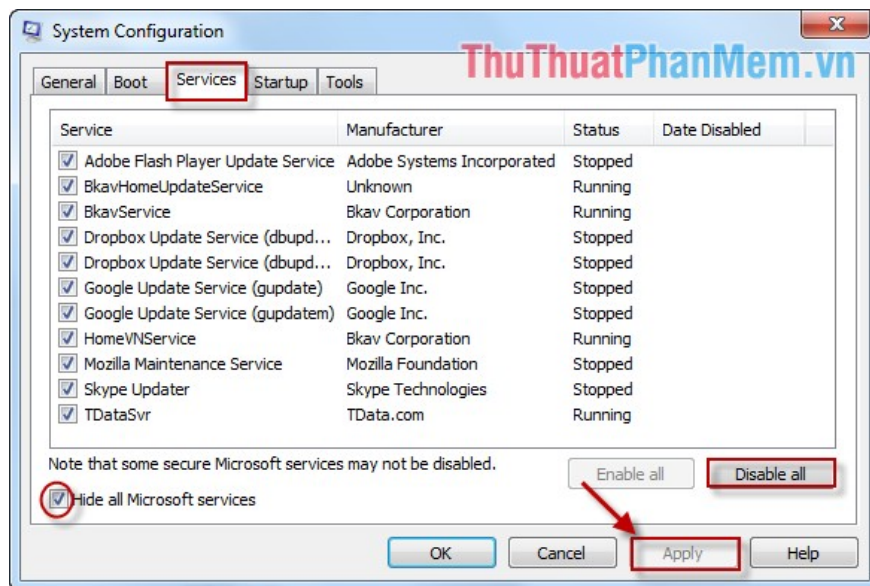 System Configuration
ThuThuatPhanMem.vn
General Boot Services Startup Tools
Service Manufacturer Status Date Disabled
Adobe Flash Player Update Service Adobe Systems Incorporated Stopped
BkavHomeUpdateService Unknown Running
BkavService Bkav Corporation Running
Dropbox Update Service (dbupd... Dropbox, Inc. Stopped
Dropbox Update Service (dbupd... Dropbox, Inc. Stopped
Google Update Service (gupdate) Google Inc. Stopped
Google Update Service (gupdatem) Google Inc. Stopped
HomeVNService Bkav Corporation Running
Mozilla Maintenance Service Mozilla Foundation Stopped
Skype Updater Skype Technologies Stopped
TDataSvr TData.com Running
Note that some secure Microsoft services may not be disabled.
Enable all Disable all
Hide all Microsoft services
OK Cancel Apply Help